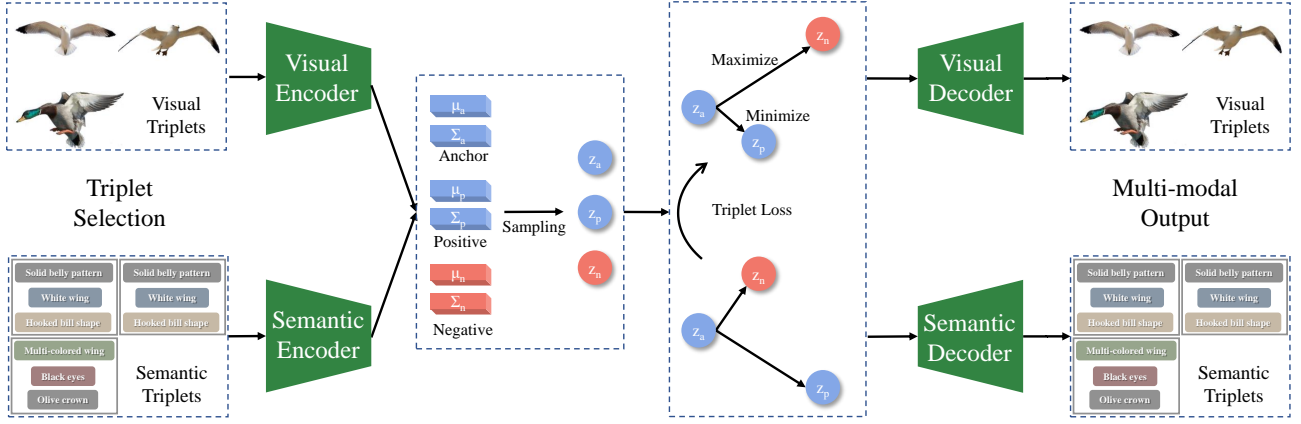 Visual
Triplets
Triplet
Selection
Solid belly pattern
White wing
Hooked bill shape
Solid belly pattern
White wing
Hooked bill shape
Multi-colored wing
Black eyes
Olive crown
Semantic
Triplets
Visual
Encoder
Semantic
Encoder
μa
Σa
Anchor
μp
Σp
Positive
μn
Σn
Negative
Sampling
za
zp
zn
zn
Maximize
za
Minimize
zp
Triplet Loss
zn
za
zp
Visual
Decoder
Semantic
Decoder
Visual
Triplets
Multi-modal
Output
Solid belly pattern
White wing
Hooked bill shape
Solid belly pattern
White wing
Hooked bill shape
Multi-colored wing
Black eyes
Olive crown
Semantic
Triplets